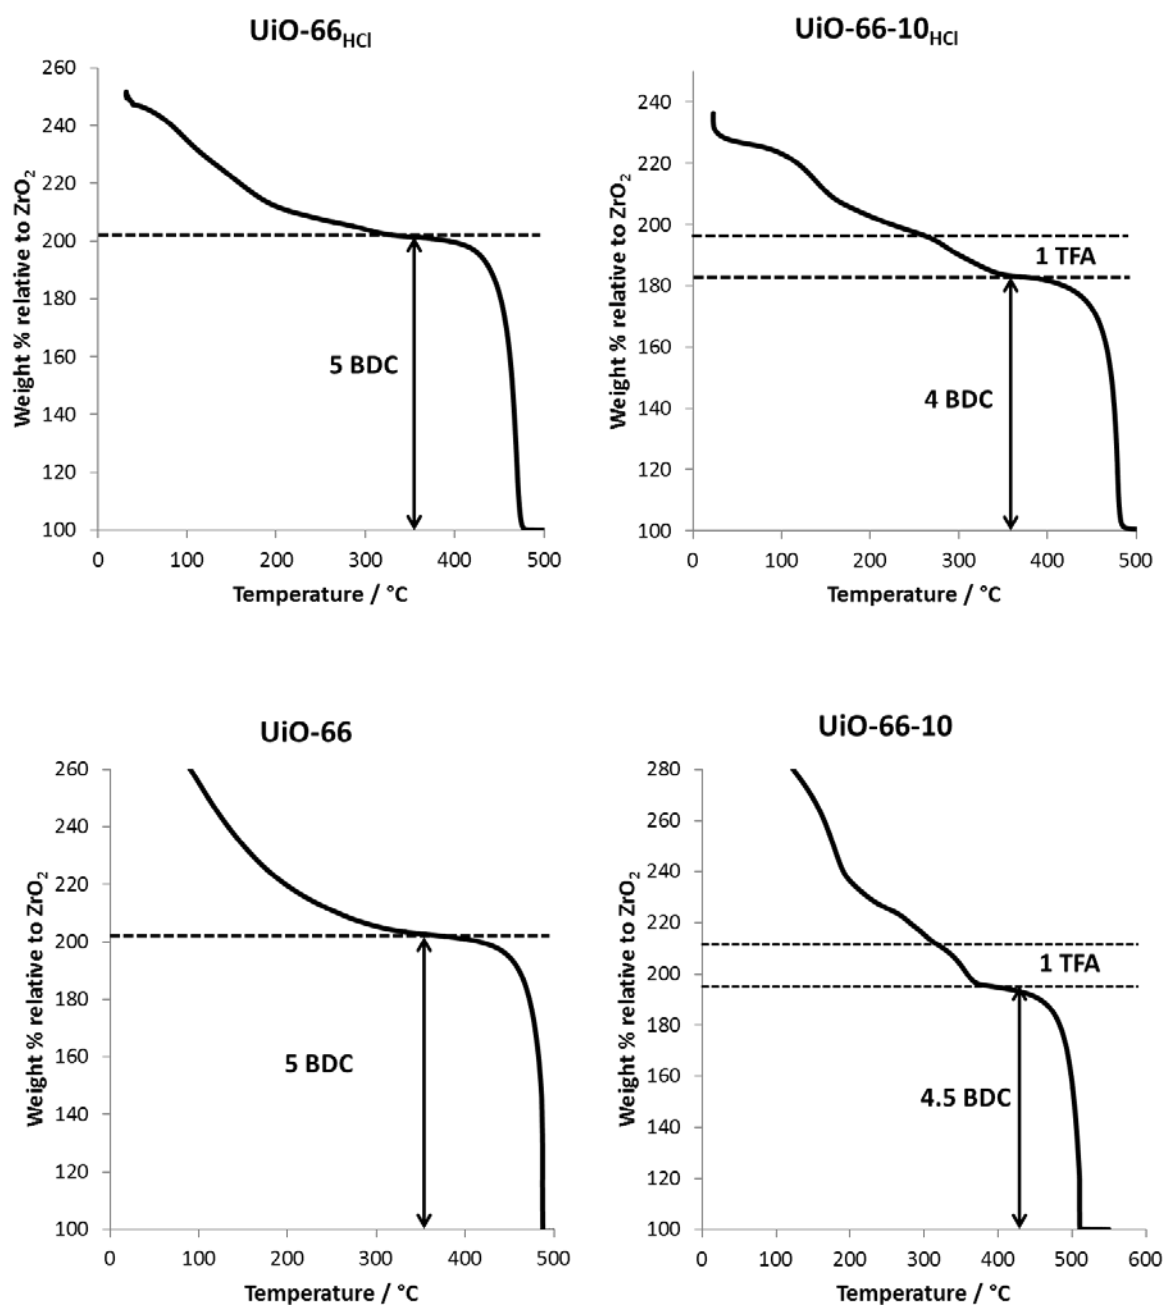 UiO-66HCl
Weight % relative to ZrO2
260
240
220
200
180
160
140
120
100
5 BDC
0 100 200 300 400 500
Temperature / °C
UiO-66-10HCl
Weight % relative to ZrO2
240
220
200
180
160
140
120
100
1 TFA
4 BDC
0 100 200 300 400 500
Temperature / °C
UiO-66
Weight % relative to ZrO2
260
240
220
200
180
160
140
120
100
5 BDC
0 100 200 300 400 500
Temperature / °C
UiO-66-10
Weight % relative to ZrO2
280
260
240
220
200
180
160
140
120
100
1 TFA
4.5 BDC
0 100 200 300 400 500 600
Temperature / °C